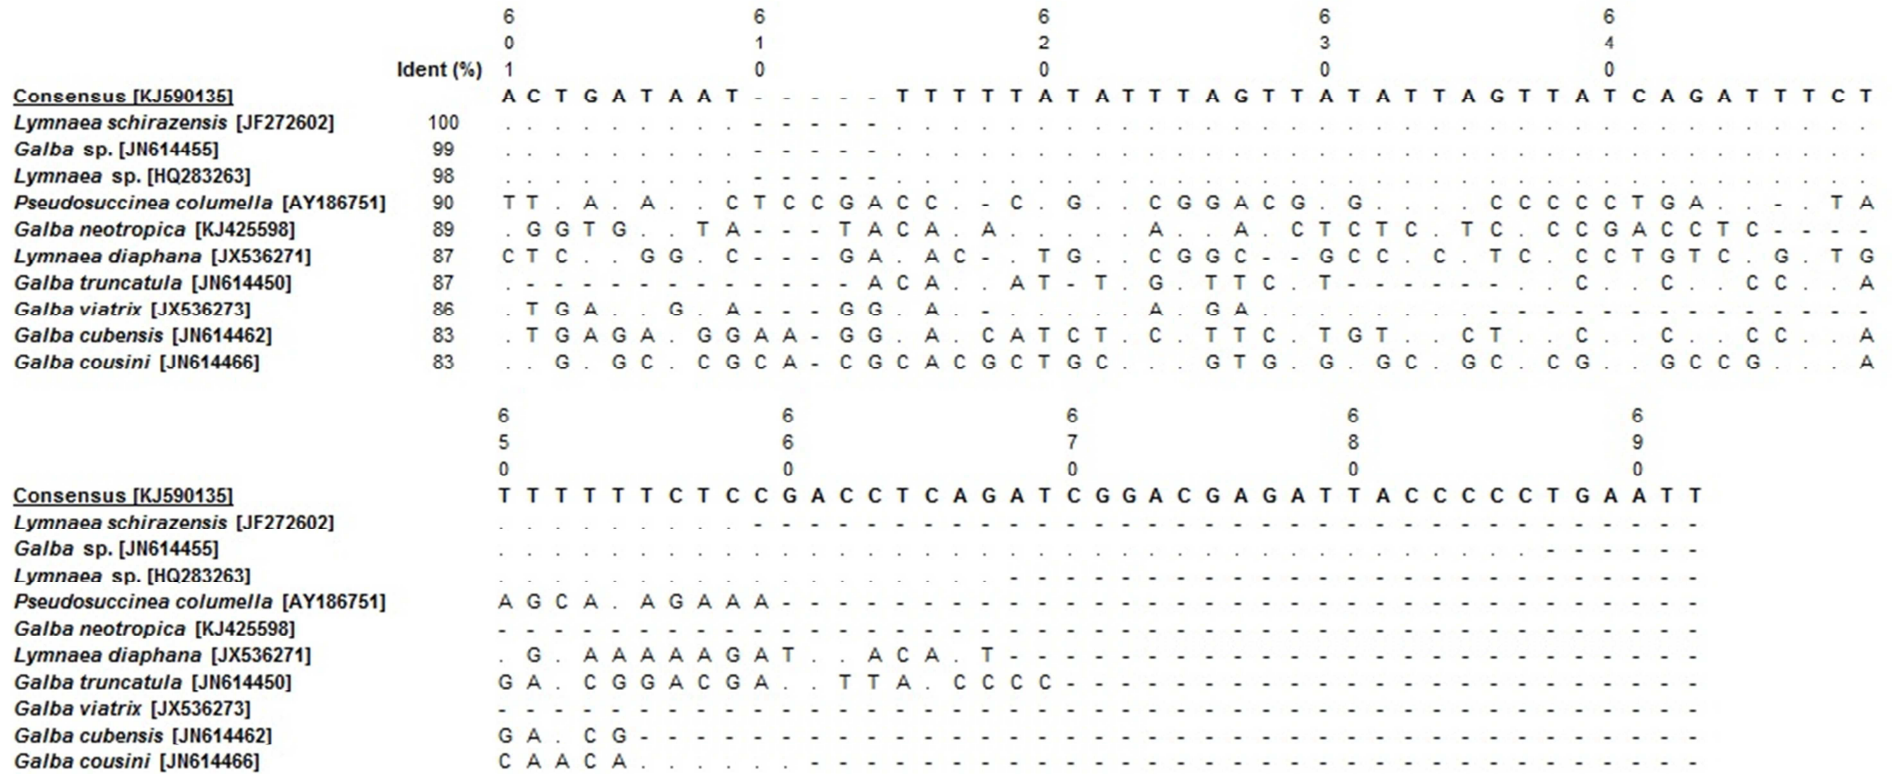 6 6 6 6 6
0 1 2 3 4
Ident (%) 1 0 0 0 0
Consensus [KJ590135] A C T G A T A A T - - - - - T T T T T A T A T T T A G T T A T A T T A G T T A T C A G A T T T C T
Lymnaea schirazensis [JF272602] 100 . . . . . . . . . - - - - - . . . . . . . . . . . . . . . . . . . . . . . . . . . . . . . . . . .
Galba sp. [JN614455] 99 . . . . . . . . . - - - - - . . . . . . . . . . . . . . . . . . . . . . . . . . . . . . . . . . .
Lymnaea sp. [HQ283263] 98 . . . . . . . . . - - - - - . . . . . . . . . . . . . . . . . . . . . . . . . . . . . . . . . . .
Pseudosuccinea columella [AY186751] 90 T T . A . A . . C T C C G A C C . - C . G . . C G G A C G . G . . . . C C C C C T G A . . - . T A
Galba neotropica [KJ425598] 89 . G G T G . . T A - - - T A C A . A . . . . . A . . A . C T C T C . T C . C C G A C C T C - - - -
Lymnaea diaphana [JX536271] 87 C T C . . G G . C - - - G A . A C - . T G . . C G G C - - G C C . C . T C . C C T G T C . G . T G
Galba truncatula [JN614450] 87 . - - - - - - - - - - - - A C A . . A T - T . G . T T C . T - - - - - - . . C . . C . . C C . . A
Galba viatrix [JX536273] 86 . T G A . . G . A - - - G G . A . - . . . . . A . G A . . . . . . . . - - - - - - - - - - - - - -
Galba cubensis [JN614462] 83 . T G A G A . G G A A - G G . A . C A T C T . C . T T C . T G T . . C T . . C . . C . . C C . . A
Galba cousini [JN614466] 83 . . G . G C . C G C A - C G C A C G C T G C . . . G T G . G . G C . G C . C G . . G C C G . . . A
6 6 6 6 6
5 6 7 8 9
0 0 0 0 0
Consensus [KJ590135] T T T T T T C T C C G A C C T C A G A T C G G A C G A G A T T A C C C C C T G A A T T
Lymnaea schirazensis [JF272602] . . . . . . . . . - - - - - - - - - - - - - - - - - - - - - - - - - - - - - - - - - -
Galba sp. [JN614455] . . . . . . . . . . . . . . . . . . . . . . . . . . . . . . . . . . . . . - - - - - -
Lymnaea sp. [HQ283263] . . . . . . . . . . . . . . . . . . - - - - - - - - - - - - - - - - - - - - - - - - -
Pseudosuccinea columella [AY186751] A G C A . A G A A A - - - - - - - - - - - - - - - - - - - - - - - - - - - - - - - - -
Galba neotropica [KJ425598] - - - - - - - - - - - - - - - - - - - - - - - - - - - - - - - - - - - - - - - - - - -
Lymnaea diaphana [JX536271] . G . A A A A A G A T . . A C A . T - - - - - - - - - - - - - - - - - - - - - - - - -
Galba truncatula [JN614450] G A . C G G A C G A . . T T A . C C C C - - - - - - - - - - - - - - - - - - - - - - -
Galba viatrix [JX536273] - - - - - - - - - - - - - - - - - - - - - - - - - - - - - - - - - - - - - - - - - - -
Galba cubensis [JN614462] G A . C G - - - - - - - - - - - - - - - - - - - - - - - - - - - - - - - - - - - - - -
Galba cousini [JN614466] C A A C A . . . . . . - - - - - - - - - - - - - - - - - - - - - - - - - - - - - - - -